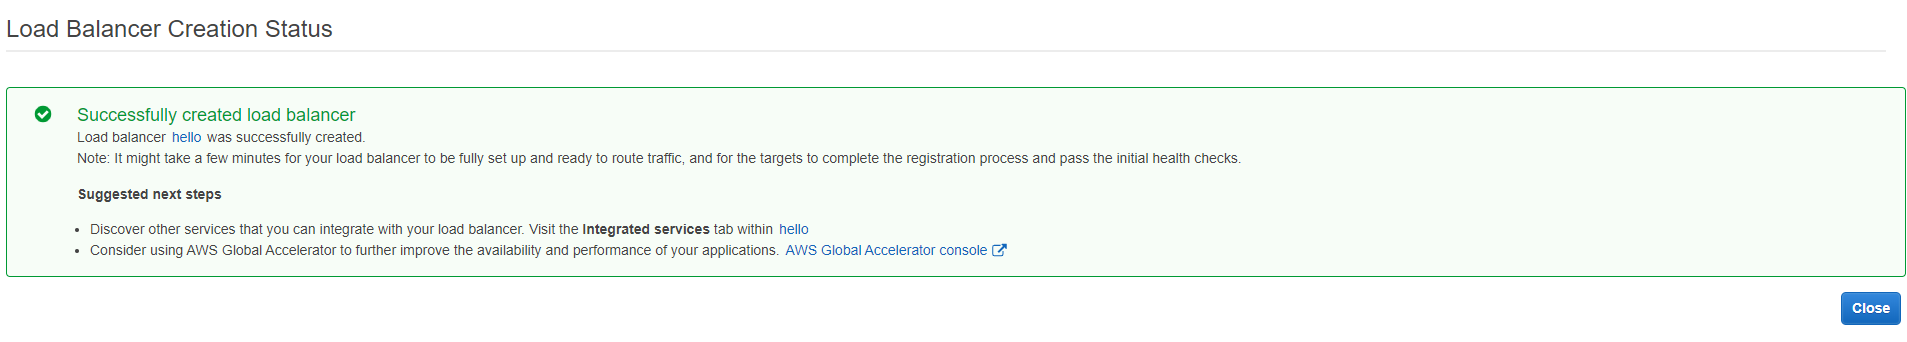 Load Balancer Creation Status
Successfully created load balancer
Load balancer hello was successfully created.
Note: It might take a few minutes for your load balancer to be fully set up and ready to route traffic, and for the targets to complete the registration process and pass the initial health checks.
Suggested next steps
• Discover other services that you can integrate with your load balancer. Visit the Integrated services tab within hello
• Consider using AWS Global Accelerator to further improve the availability and performance of your applications. AWS Global Accelerator console
Close